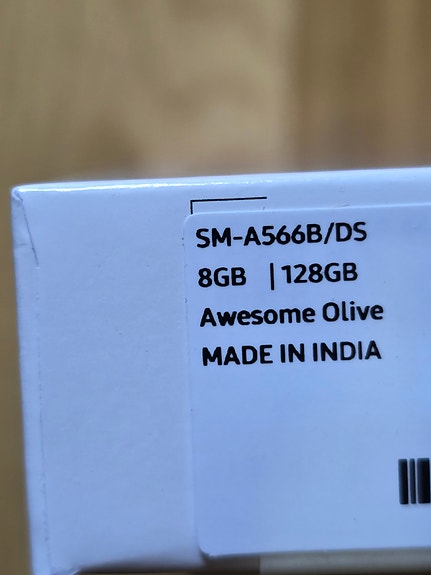 SM-A566B/DS
8GB | 128GB
Awesome Olive
MADE IN INDIA